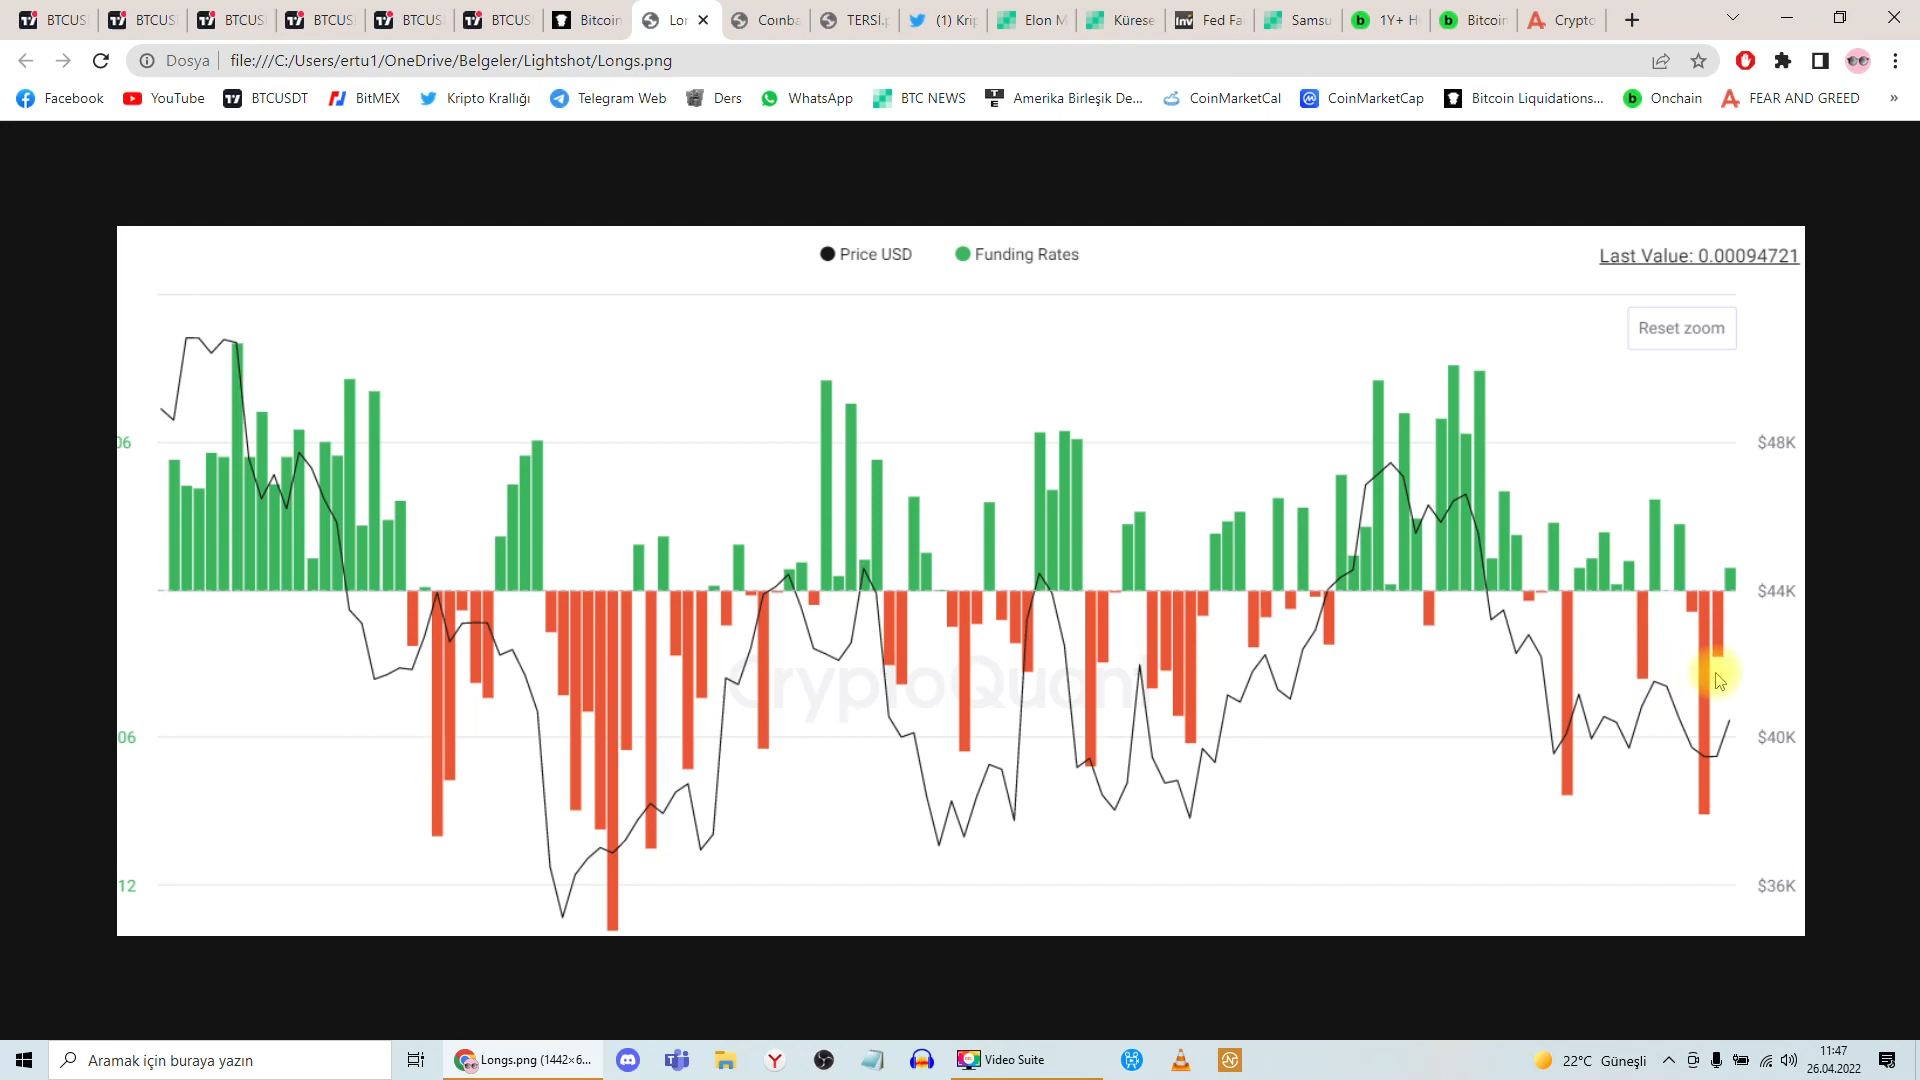 BTCUS BTCUS BTCUS BTCUS BTCUS BTCUS Bitcoin Lo Coinba TERSİ.p (1) Krip Elon M Kürese Fed Fa Samsu 1Y+ H Bitcoin Crypto
Dosya file:///C:/Users/ertu1/OneDrive/Belgeler/Lightshot/Longs.png
Facebook YouTube BTCUSDT BitMEX Kripto Krallığı Telegram Web Ders WhatsApp BTC NEWS Amerika Birleşik De... CoinMarketCal CoinMarketCap Bitcoin Liquidations... Onchain FEAR AND GREED »
Price USD Funding Rates Last Value: 0.00094721
Reset zoom
06 $48K
$44K
CryptoQuant
06 $40K
12 $36K
Aramak için buraya yazın Longs.png (1442×6... Video Suite 22°C Güneşli 11:47
26.04.2022